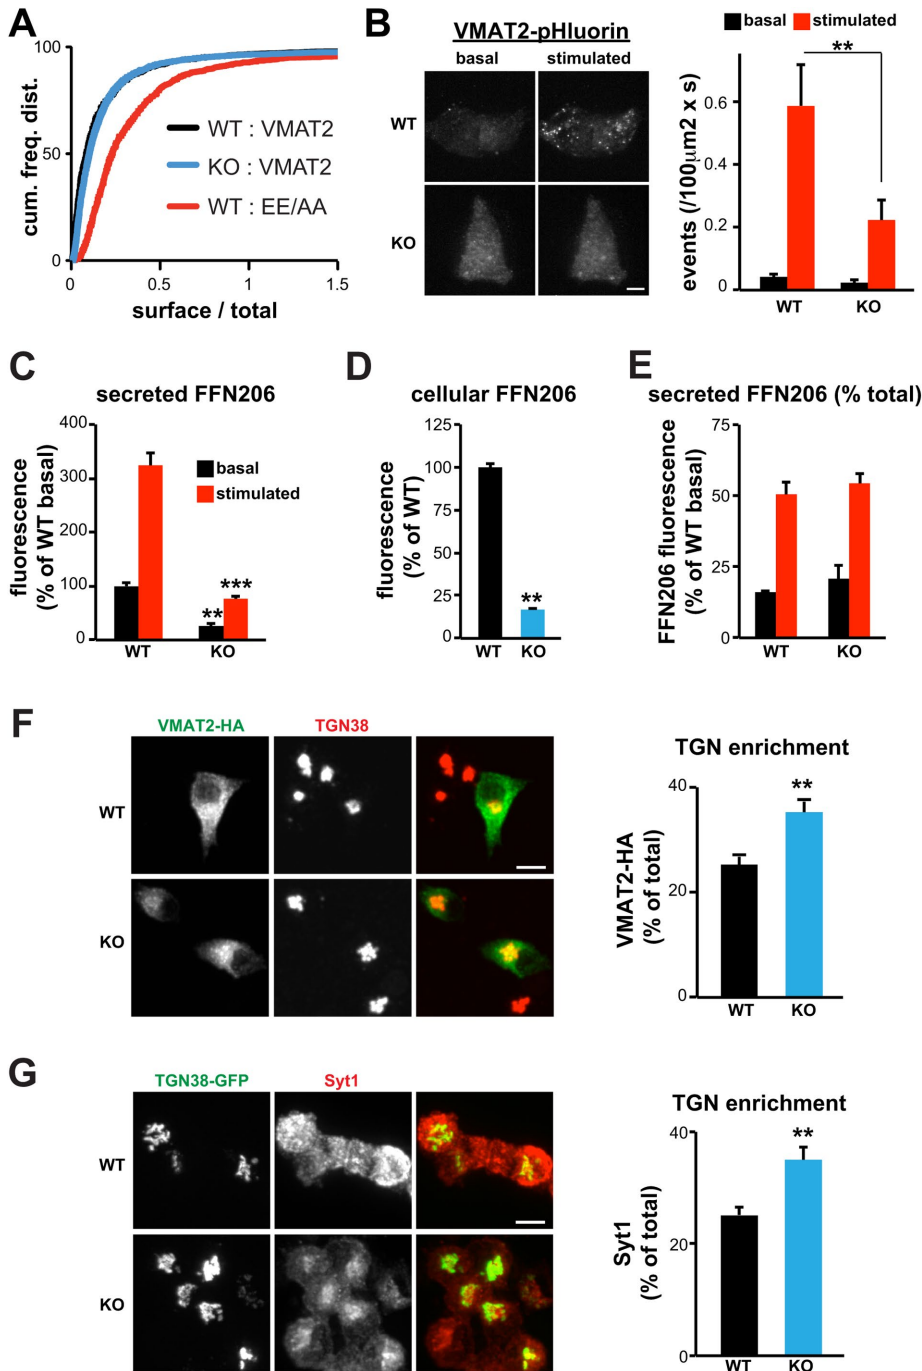 A
100
50
0
0
0.5
1
1.5
cum. freq. dist.
surface / total
WT : VMAT2
KO : VMAT2
WT : EE/AA
B
VMAT2-pHluorin
basal
stimulated
WT
KO
basal
stimulated
**
events (/100μm2 x s)
0.6
0.4
0.2
0
WT
KO
C
secreted FFN206
fluorescence
(% of WT basal)
400
300
200
100
0
basal
stimulated
**
***
WT
KO
D
cellular FFN206
fluorescence
(% of WT)
125
100
75
50
25
0
**
WT
KO
E
secreted FFN206 (% total)
FFN206 fluorescence
(% of WT basal)
75
50
25
0
WT
KO
F
VMAT2-HA
TGN38
WT
KO
TGN enrichment
VMAT2-HA
(% of total)
40
20
0
**
WT
KO
G
TGN38-GFP
Syt1
WT
KO
TGN enrichment
Syt1
(% of total)
40
20
0
**
WT
KO